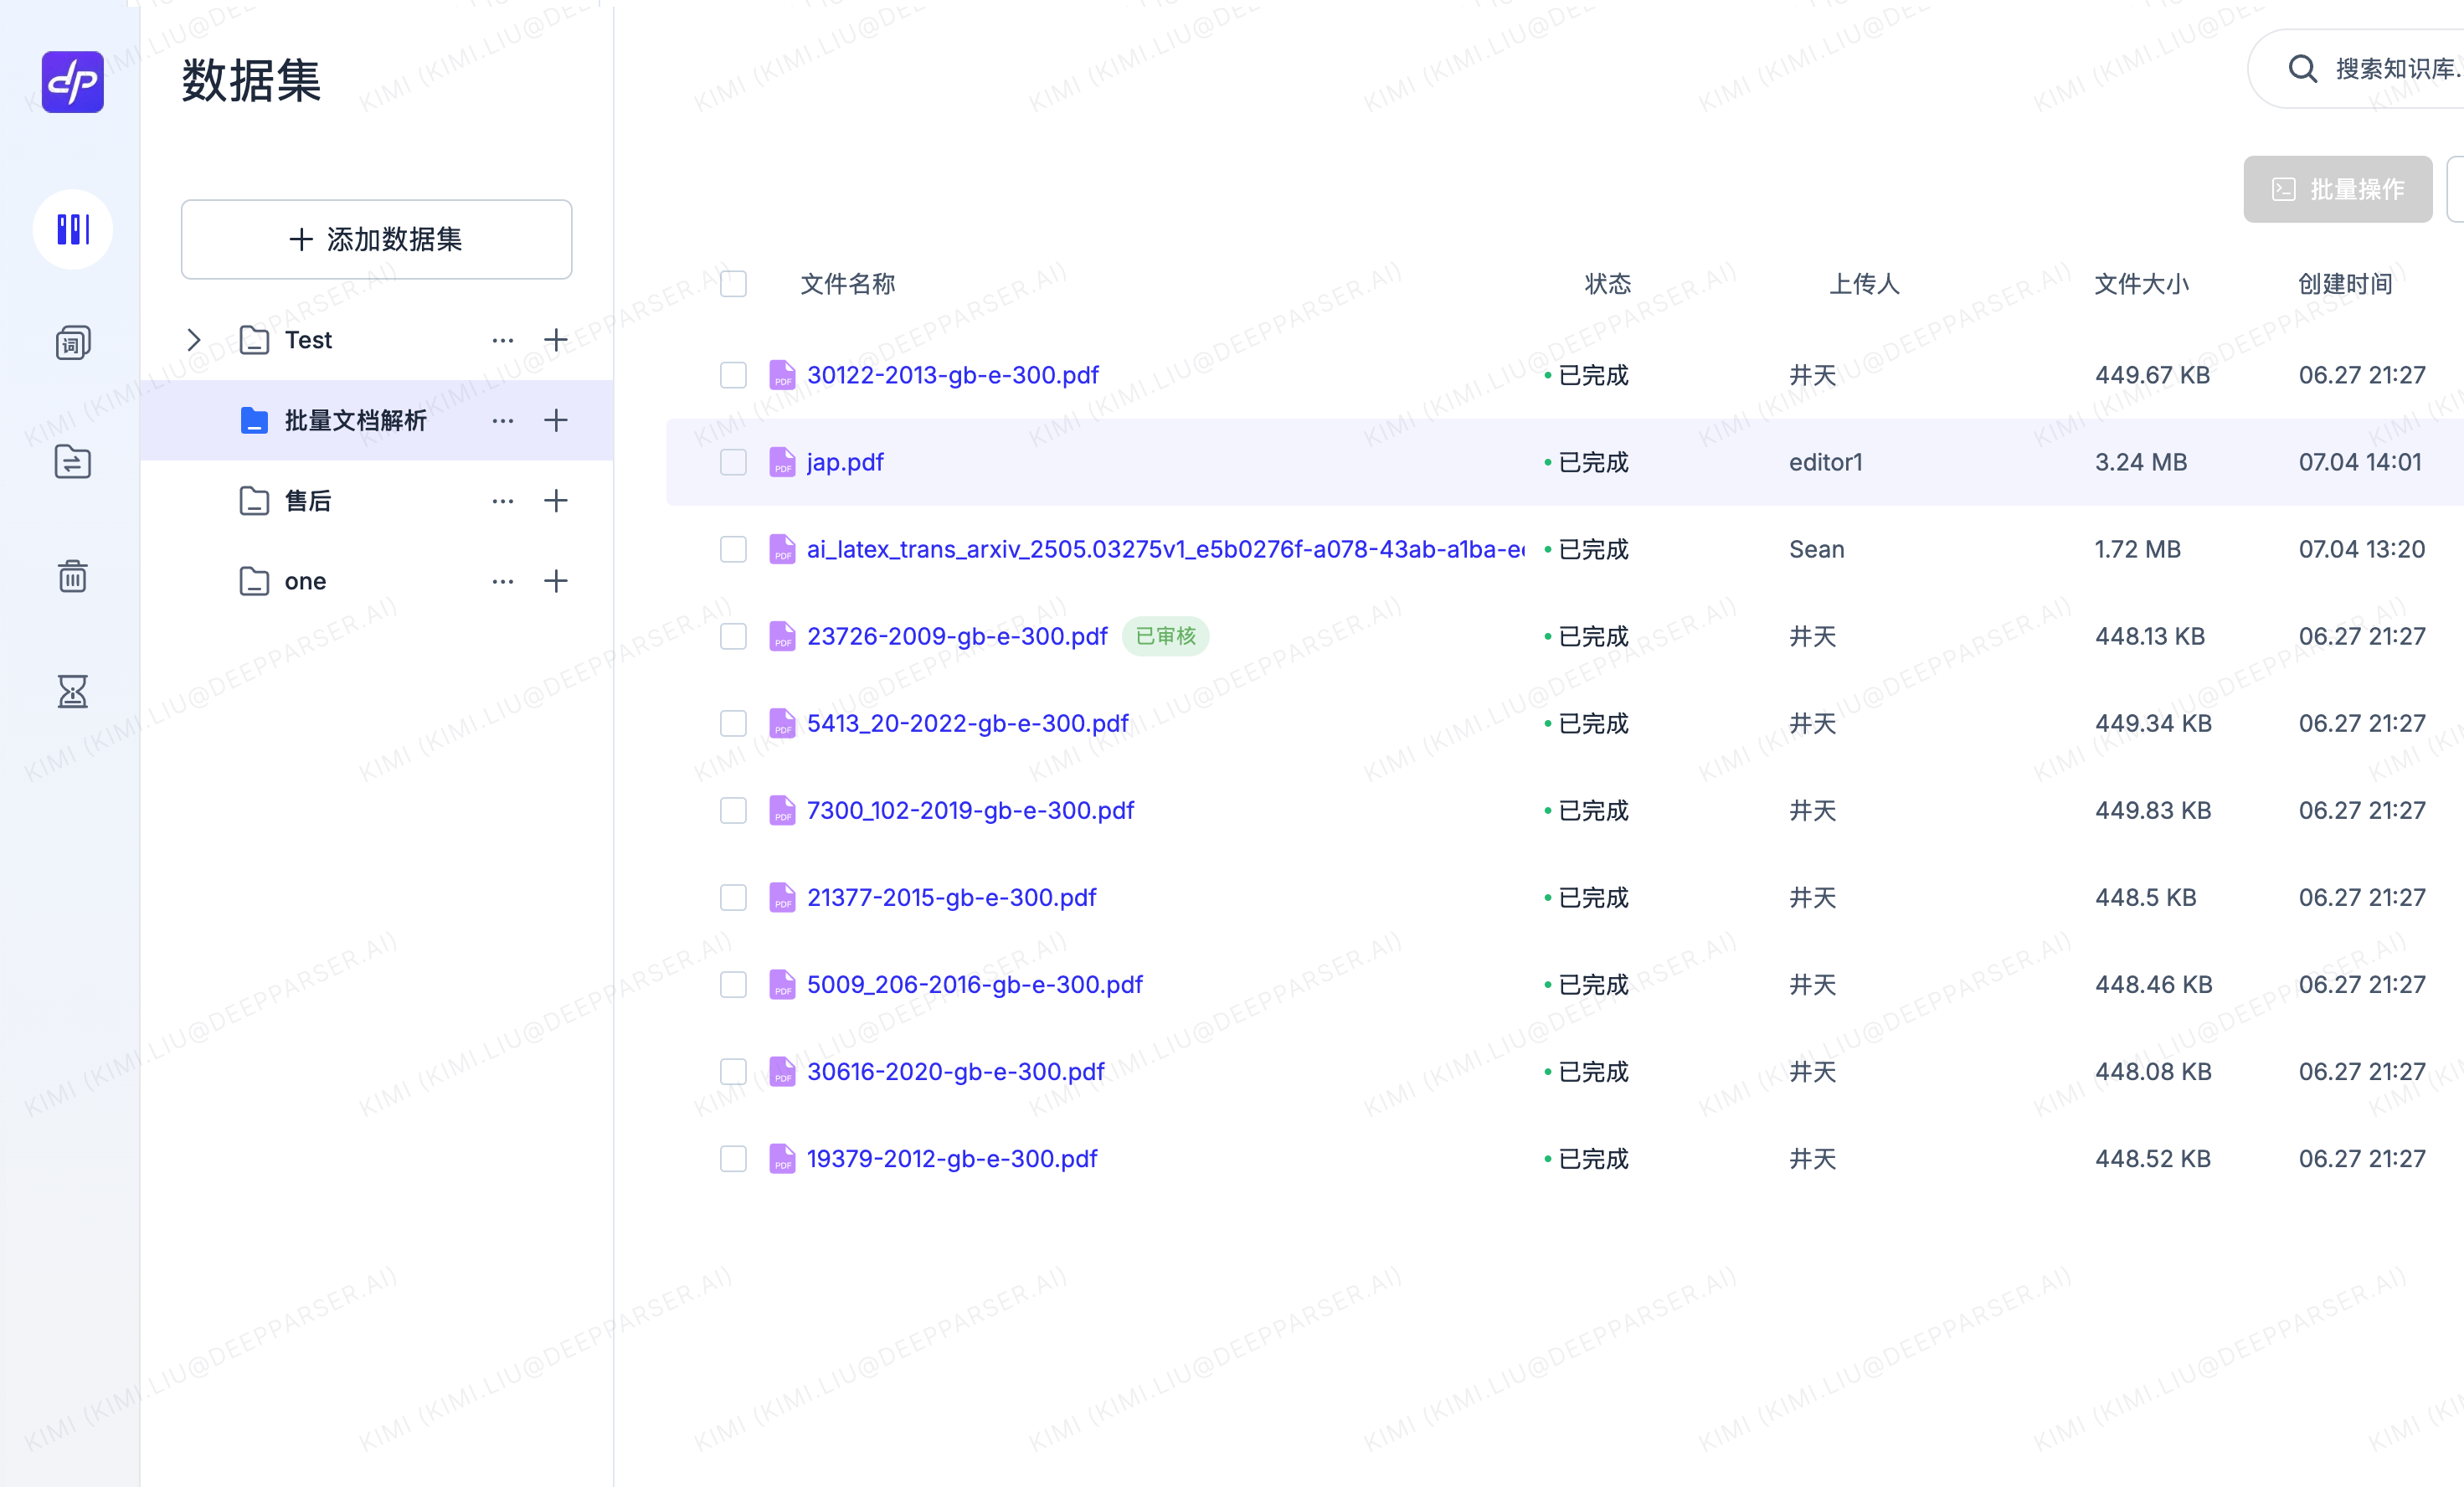 dp
数据集
搜索知识库.
批量操作
添加数据集
Test
批量文档解析
售后
one
文件名称 状态 上传人 文件大小 创建时间
30122-2013-gb-e-300.pdf 已完成 井天 449.67 KB 06.27 21:27
jap.pdf 已完成 editor1 3.24 MB 07.04 14:01
ai_latex_trans_arxiv_2505.03275v1_e5b0276f-a078-43ab-a1ba-e 已完成 Sean 1.72 MB 07.04 13:20
23726-2009-gb-e-300.pdf 已审核 已完成 井天 448.13 KB 06.27 21:27
5413_20-2022-gb-e-300.pdf 已完成 井天 449.34 KB 06.27 21:27
7300_102-2019-gb-e-300.pdf 已完成 井天 449.83 KB 06.27 21:27
21377-2015-gb-e-300.pdf 已完成 井天 448.5 KB 06.27 21:27
5009_206-2016-gb-e-300.pdf 已完成 井天 448.46 KB 06.27 21:27
30616-2020-gb-e-300.pdf 已完成 井天 448.08 KB 06.27 21:27
19379-2012-gb-e-300.pdf 已完成 井天 448.52 KB 06.27 21:27
KIMI (KIMI.LIU@DEEPPARSER.AI)